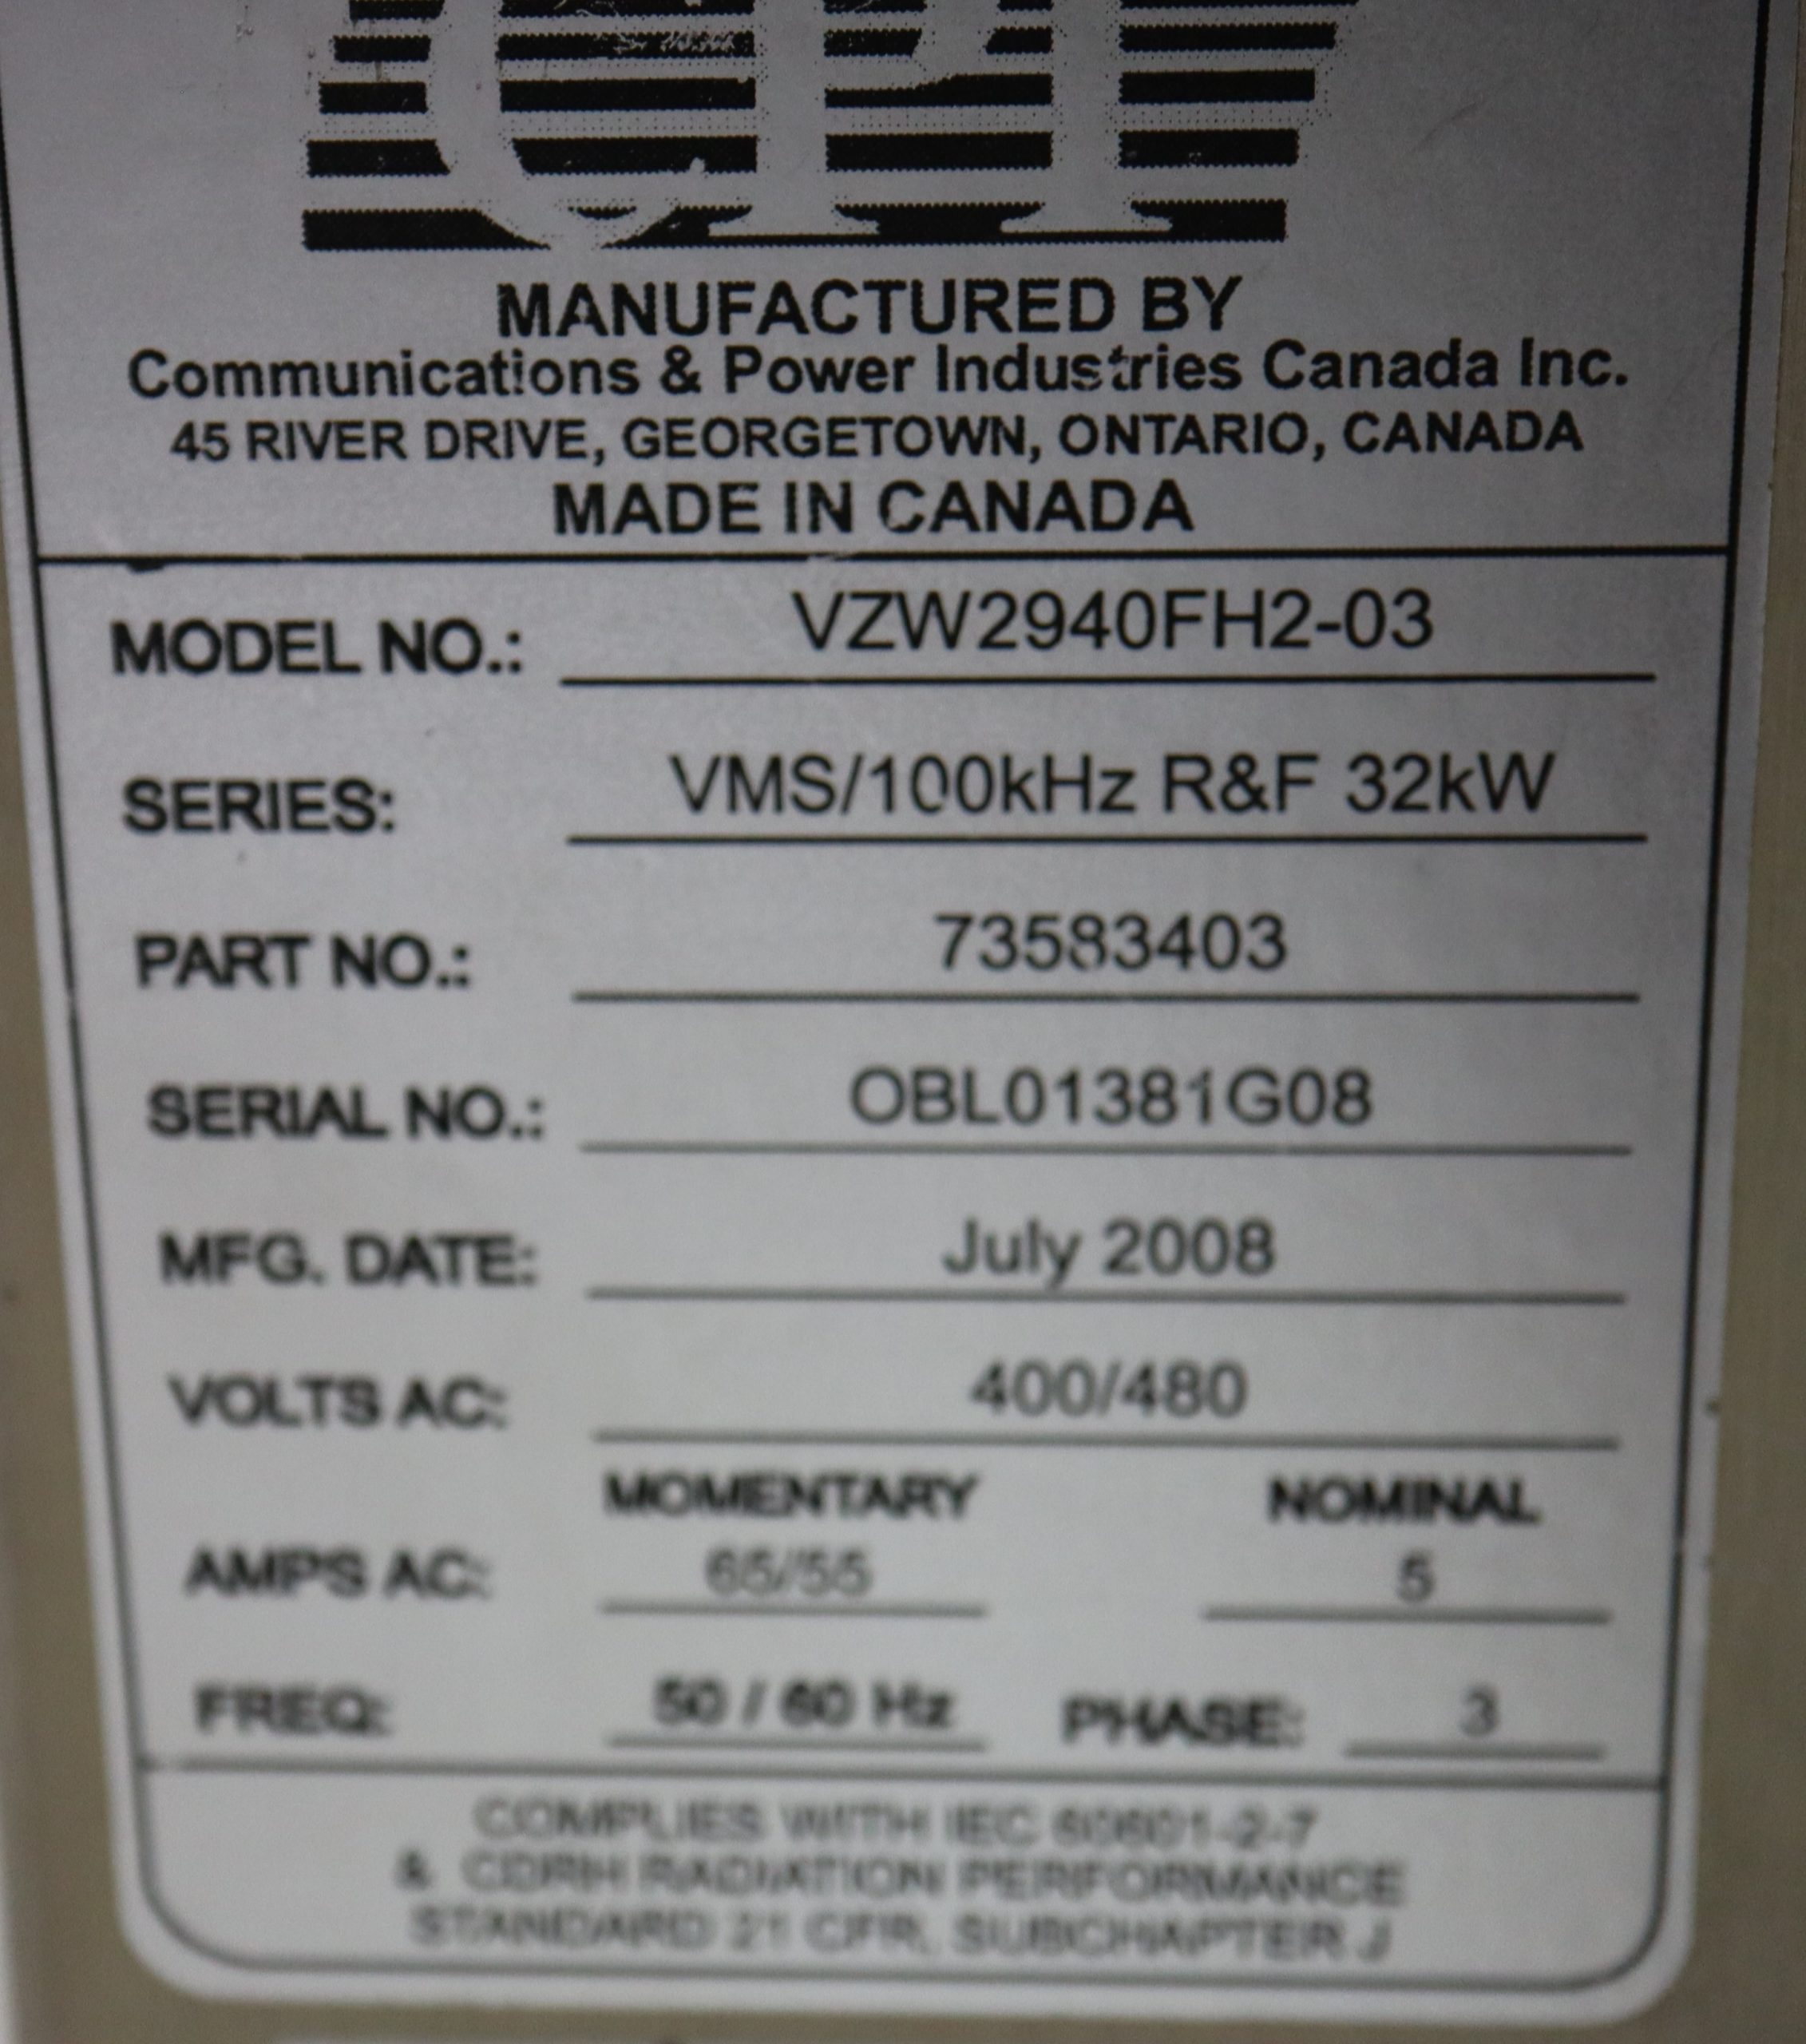 CPI
MANUFACTURED BY
Communications & Power Industries Canada Inc.
45 RIVER DRIVE, GEORGETOWN, ONTARIO, CANADA
MADE IN CANADA
MODEL NO.: VZW2940FH2-03
SERIES: VMS/100kHz R&F 32kW
PART NO.: 73583403
SERIAL NO.: OBL01381G08
MFG. DATE: July 2008
VOLTS AC: 400/480
MOMENTARY NOMINAL
AMPS AC: 65/55 5
FREQ: 50 / 60 Hz PHASE: 3
COMPLIES WITH IEC 60601-2-7
& CDRH RADIATION PERFORMANCE
STANDARD 21 CFR, SUBCHAPTER J